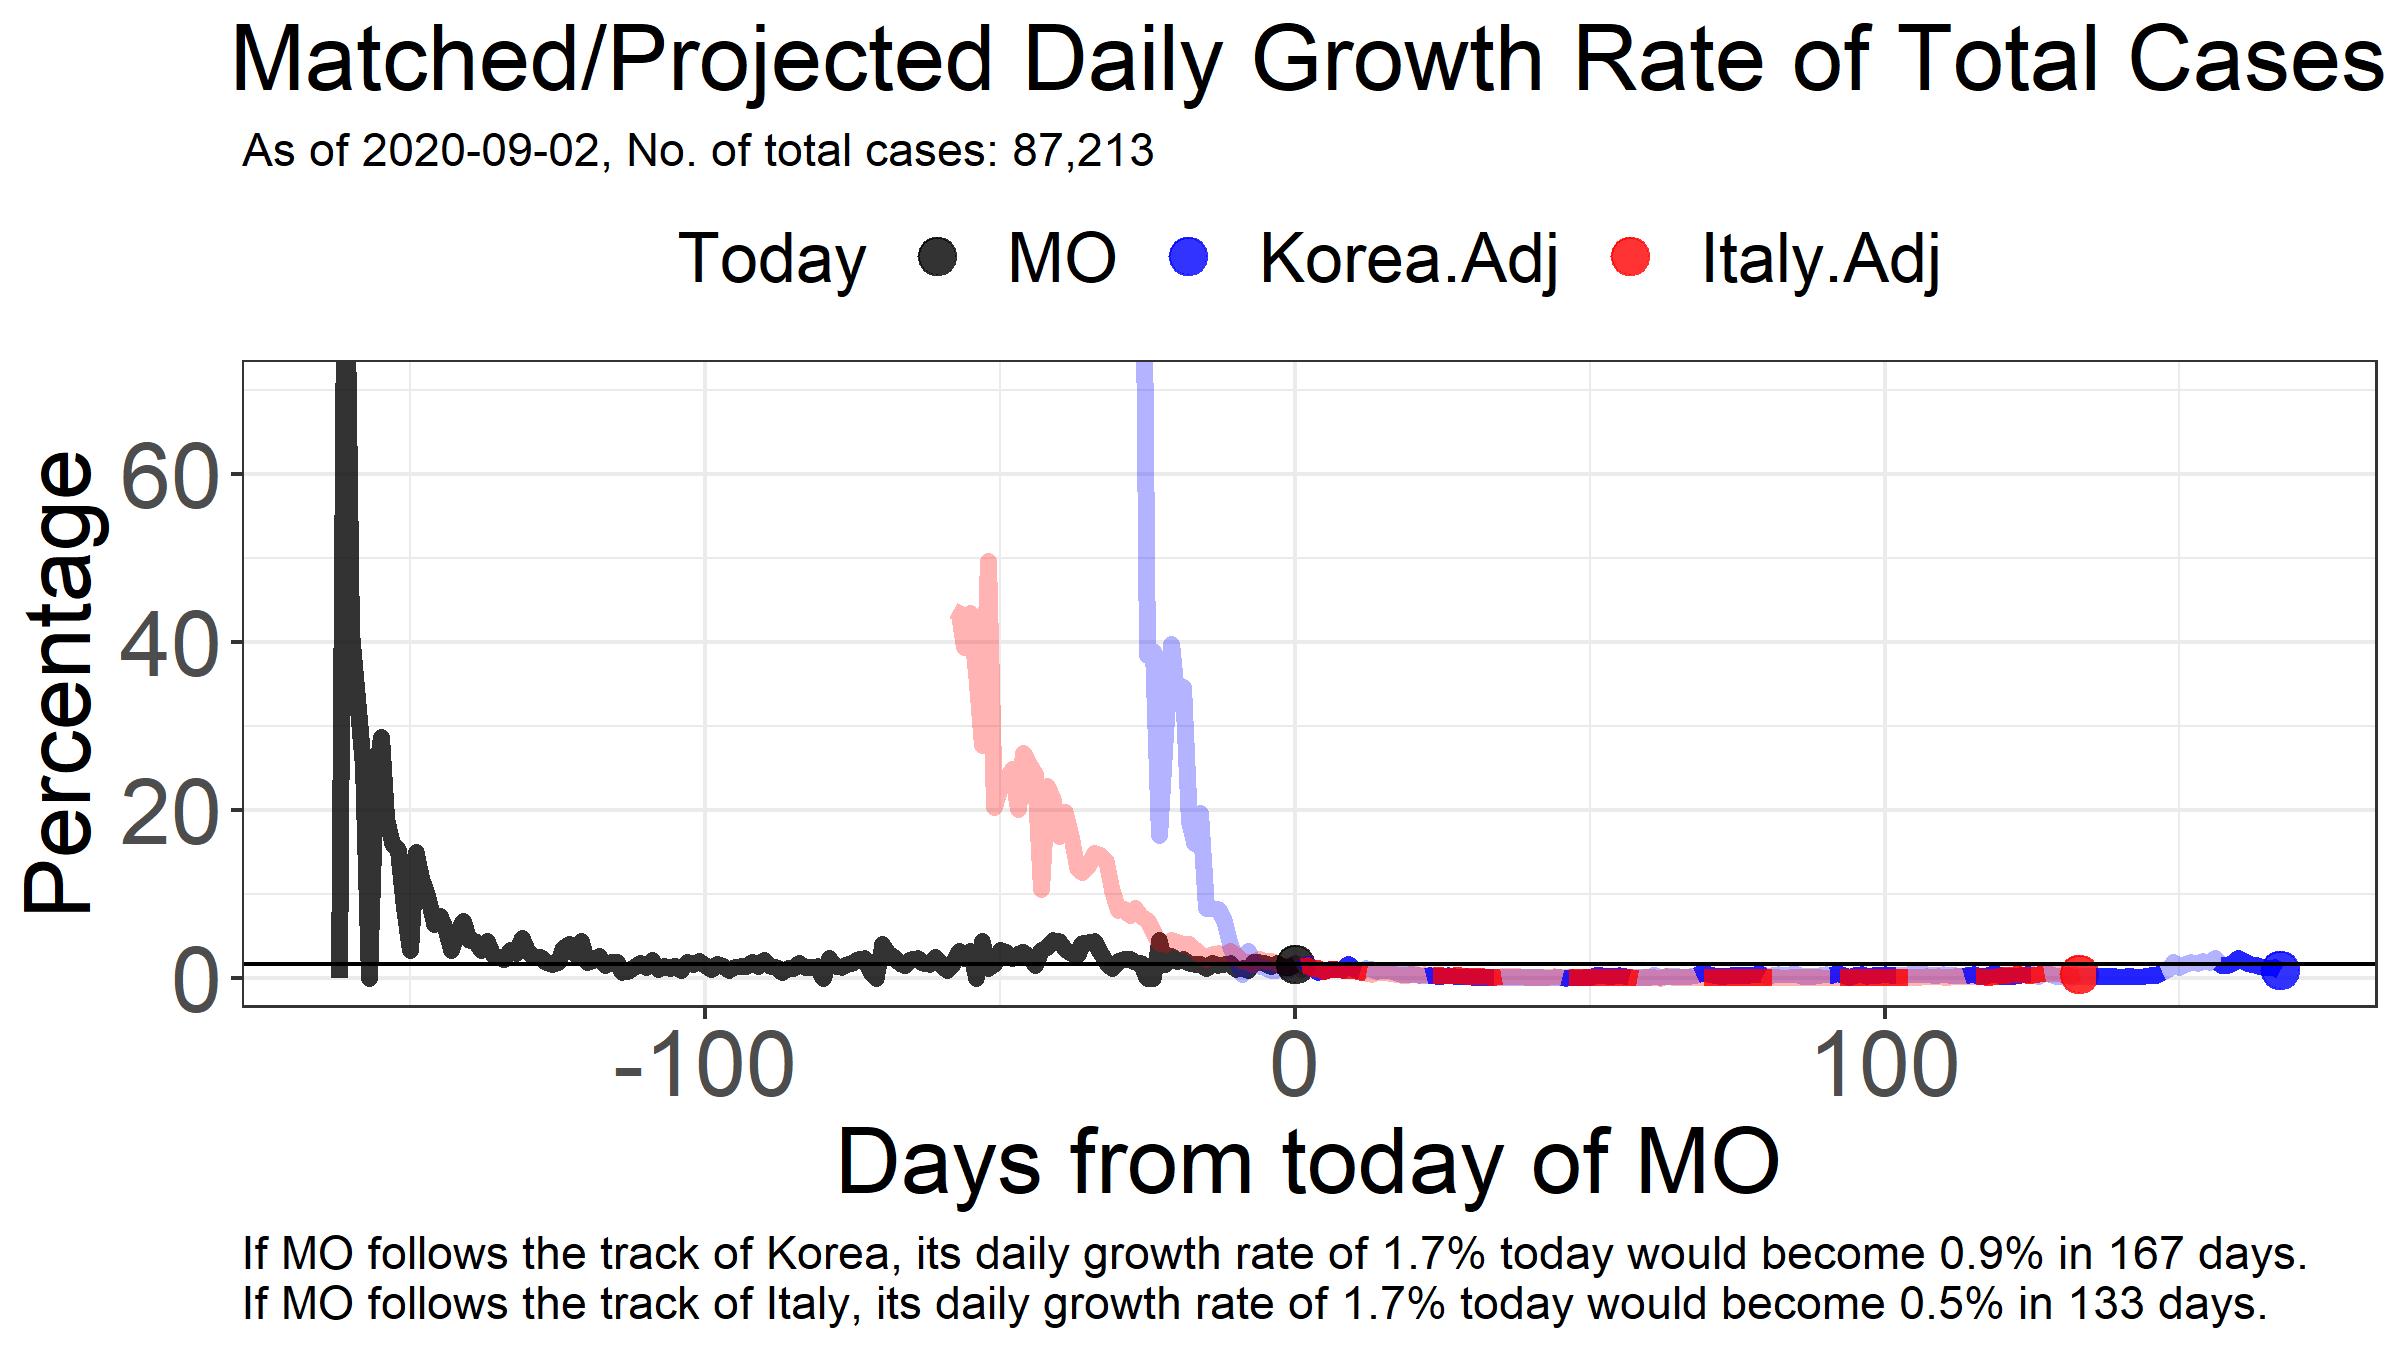 Matched/Projected Daily Growth Rate of Total Cases
As of 2020-09-02, No. of total cases: 87,213
Today MO Korea.Adj Italy.Adj
Percentage
60
40
20
0
-100 0 100
Days from today of MO
If MO follows the track of Korea, its daily growth rate of 1.7% today would become 0.9% in 167 days.
If MO follows the track of Italy, its daily growth rate of 1.7% today would become 0.5% in 133 days.